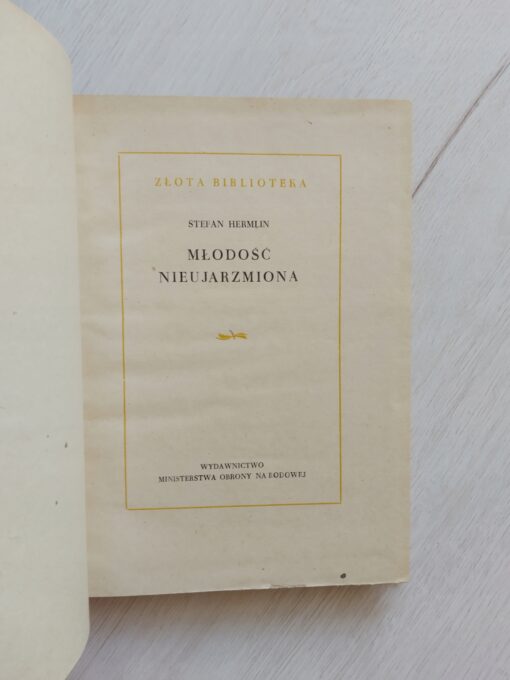 ZŁOTA BIBLIOTEKA
STEFAN HERMLIN
MŁODOŚĆ
NIEUJARZMIONA
WYDAWNICTWO
MINISTERSTWA OBRONY NARODOWEJ